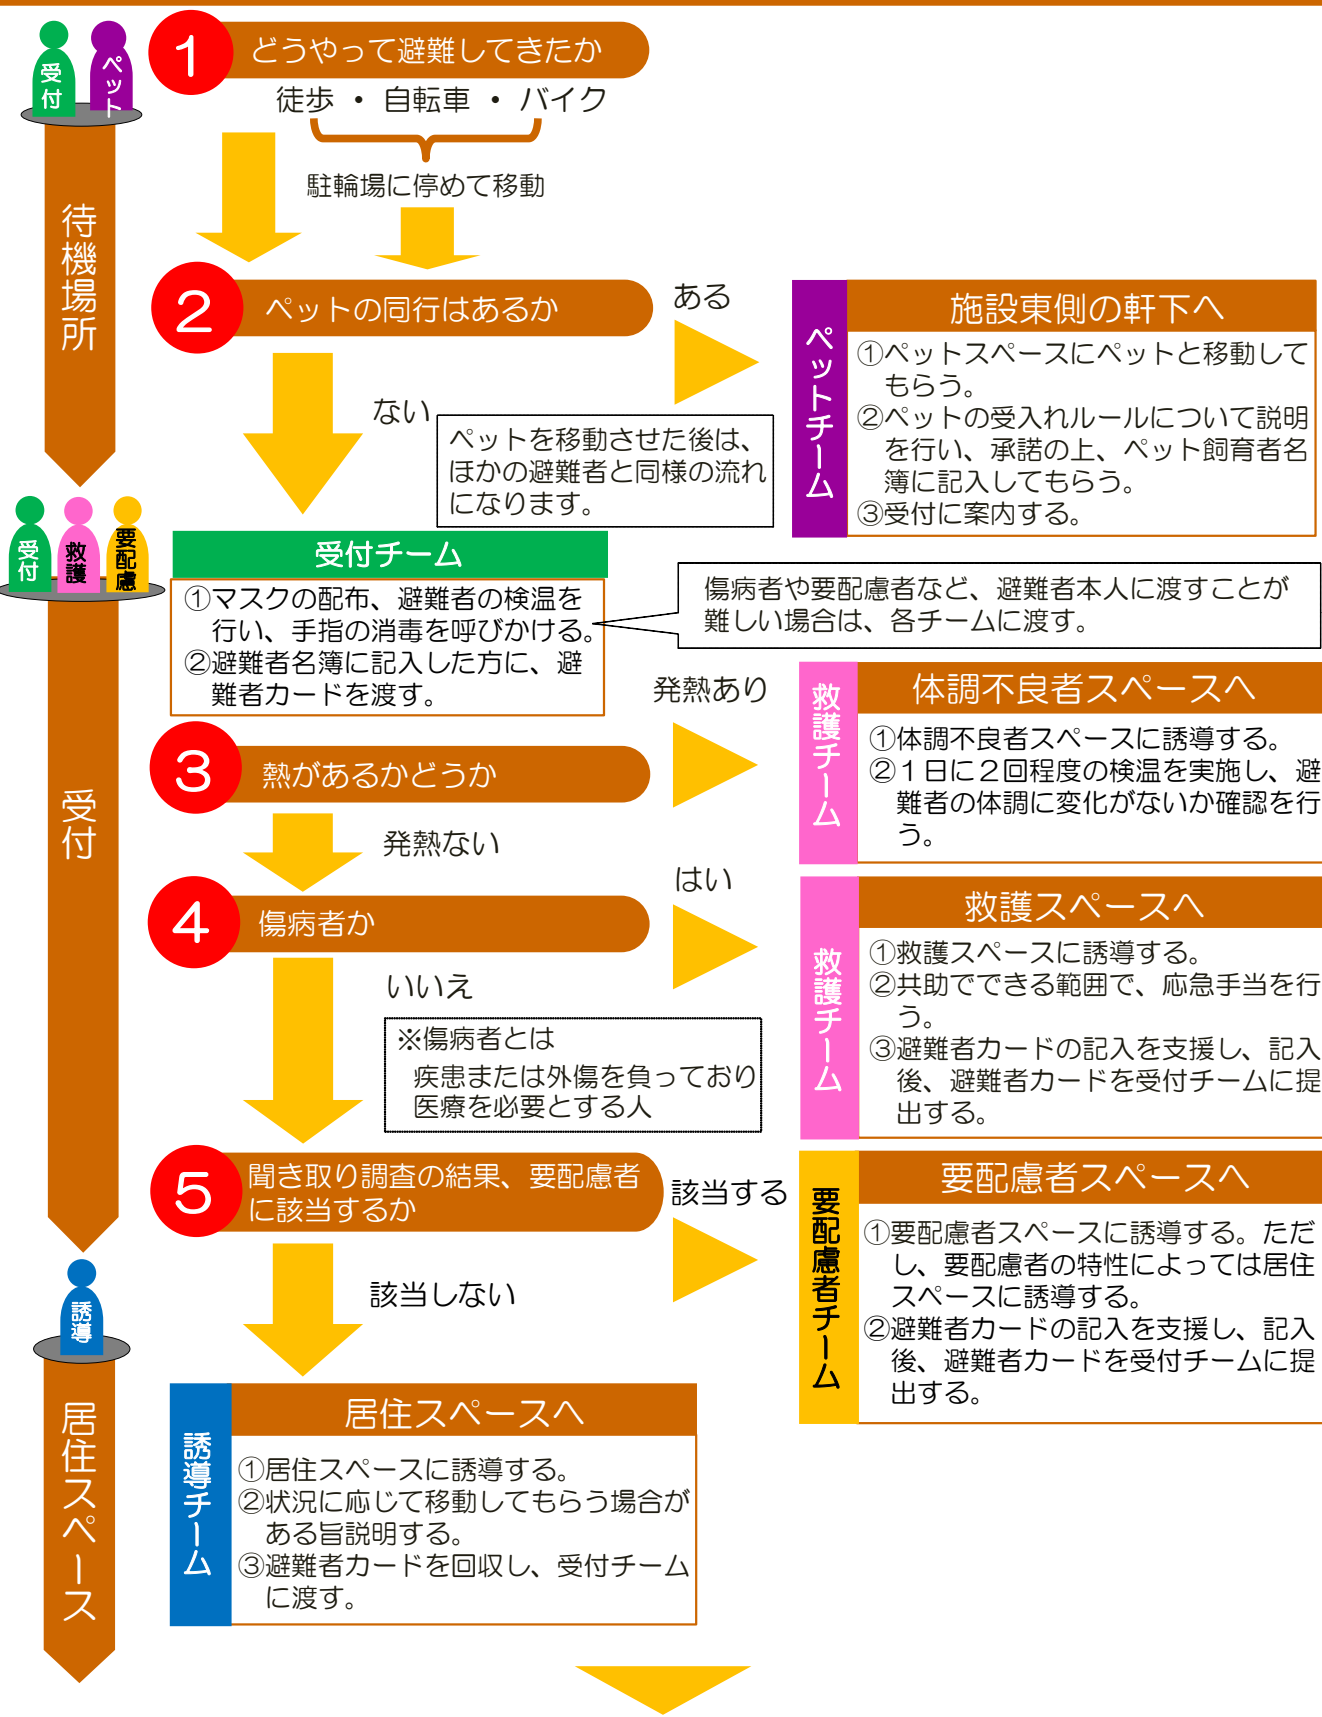 受付
ペット
1
どうやって避難してきたか
徒歩 ・ 自転車 ・ バイク
駐輪場に停めて移動
待機場所
2
ペットの同行はあるか
ある
ない
ペットを移動させた後は、
ほかの避難者と同様の流れ
になります。
ペットチーム
施設東側の軒下へ
①ペットスペースにペットと移動して
もらう。
②ペットの受入れルールについて説明
を行い、承諾の上、ペット飼育者名
簿に記入してもらう。
③受付に案内する。
受付
救護
要配慮
受付チーム
①マスクの配布、避難者の検温を
行い、手指の消毒を呼びかける。
②避難者名簿に記入した方に、避
難者カードを渡す。
傷病者や要配慮者など、避難者本人に渡すことが
難しい場合は、各チームに渡す。
受付
3
熱があるかどうか
発熱あり
発熱ない
救護チーム
体調不良者スペースへ
①体調不良者スペースに誘導する。
②１日に２回程度の検温を実施し、避
難者の体調に変化がないか確認を行
う。
4
傷病者か
はい
いいえ
※傷病者とは
疾患または外傷を負っており
医療を必要とする人
救護チーム
救護スペースへ
①救護スペースに誘導する。
②共助でできる範囲で、応急手当を行
う。
③避難者カードの記入を支援し、記入
後、避難者カードを受付チームに提
出する。
5
聞き取り調査の結果、要配慮者
に該当するか
該当する
該当しない
要配慮者チーム
要配慮者スペースへ
①要配慮者スペースに誘導する。ただ
し、要配慮者の特性によっては居住
スペースに誘導する。
②避難者カードの記入を支援し、記入
後、避難者カードを受付チームに提
出する。
誘導
居住スペース
誘導チーム
居住スペースへ
①居住スペースに誘導する。
②状況に応じて移動してもらう場合が
ある旨説明する。
③避難者カードを回収し、受付チーム
に渡す。